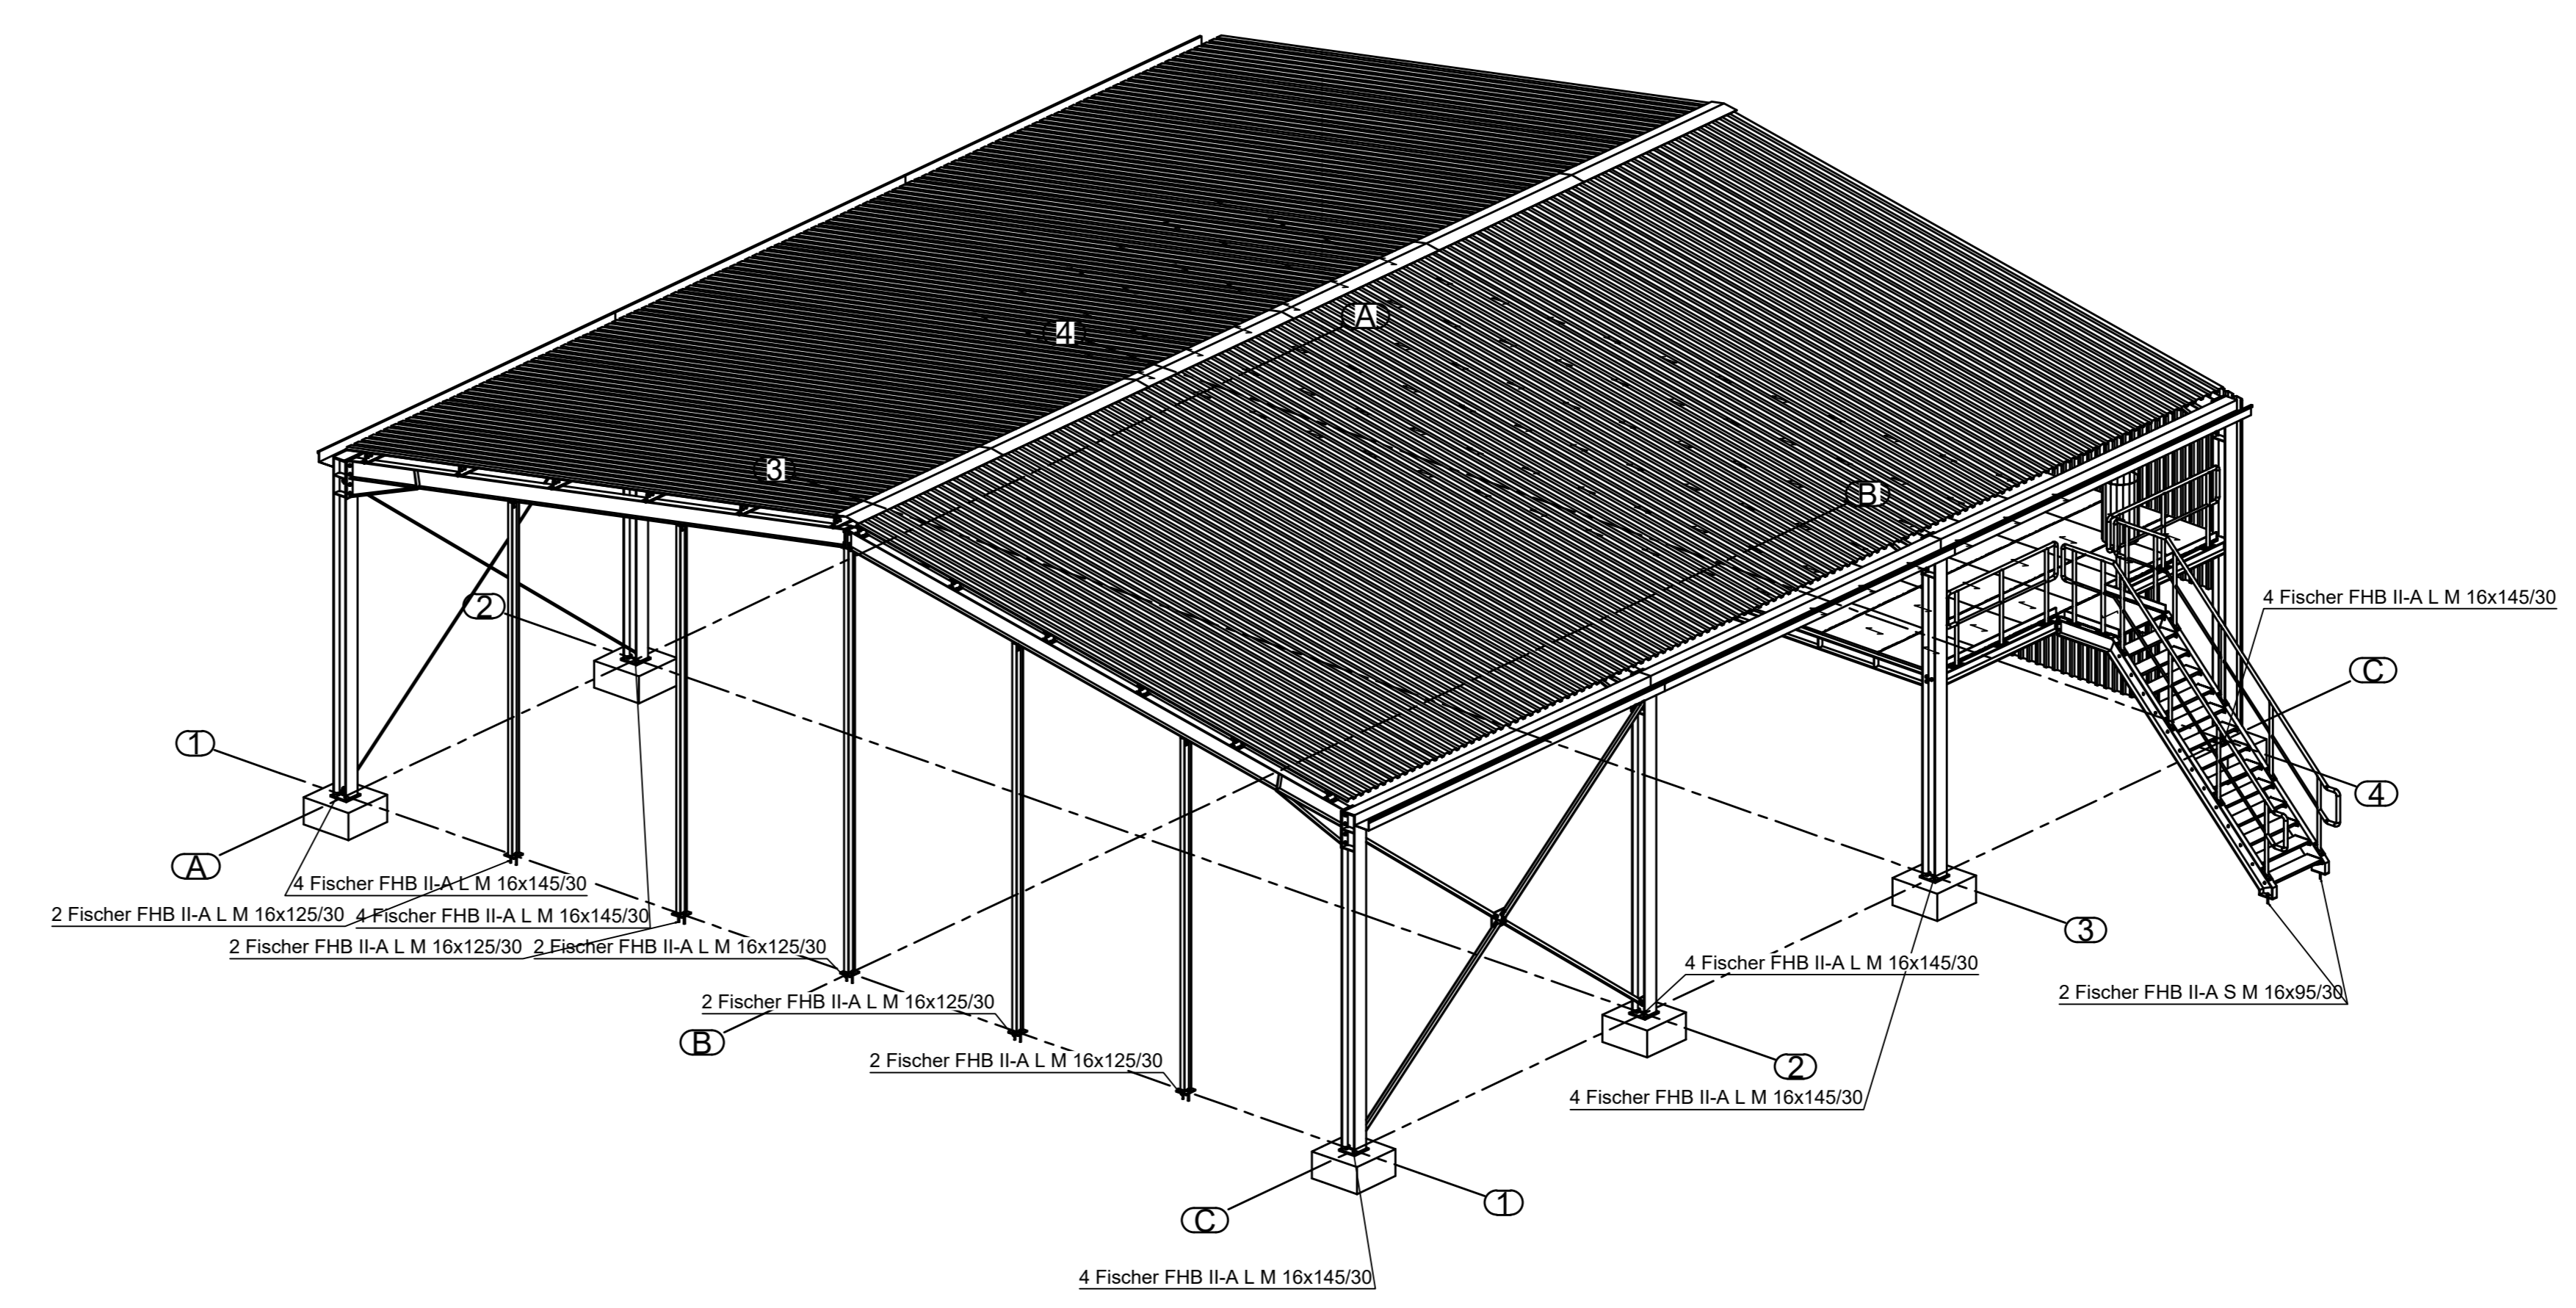 A
4
3
B
2
4 Fischer FHB II-A L M 16x145/30
C
1
4
A
4 Fischer FHB II-A L M 16x145/30
2 Fischer FHB II-A L M 16x125/30
4 Fischer FHB II-A L M 16x145/30
3
2 Fischer FHB II-A L M 16x125/30
2 Fischer FHB II-A L M 16x125/30
4 Fischer FHB II-A L M 16x145/30
2 Fischer FHB II-A S M 16x95/30
2 Fischer FHB II-A L M 16x125/30
B
2 Fischer FHB II-A L M 16x125/30
2
4 Fischer FHB II-A L M 16x145/30
1
C
4 Fischer FHB II-A L M 16x145/30